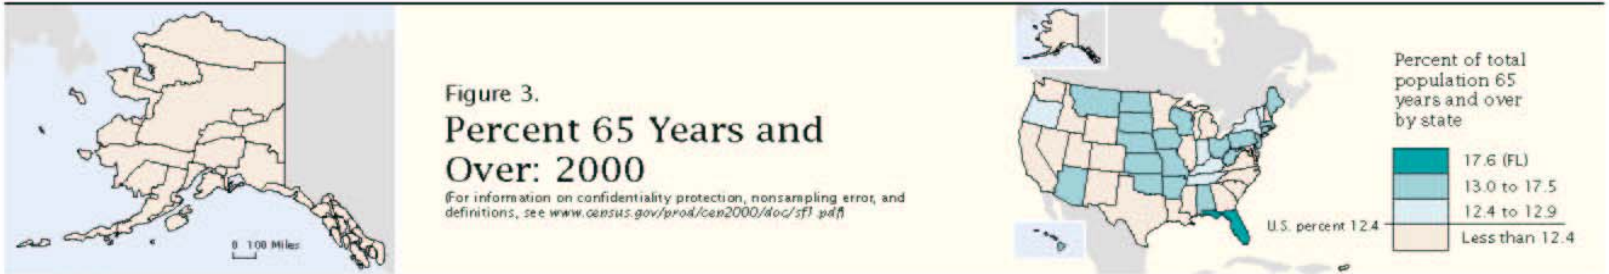 Figure 3.
Percent 65 Years and
Over: 2000
(For information on confidentiality protection, nonsampling error, and
definitions, see www.census.gov/prod/cen2000/doc/sf1.pdf)
0 100 Miles
Percent of total
population 65
years and over
by state
17.6 (FL)
13.0 to 17.5
12.4 to 12.9
U.S. percent 12.4
Less than 12.4